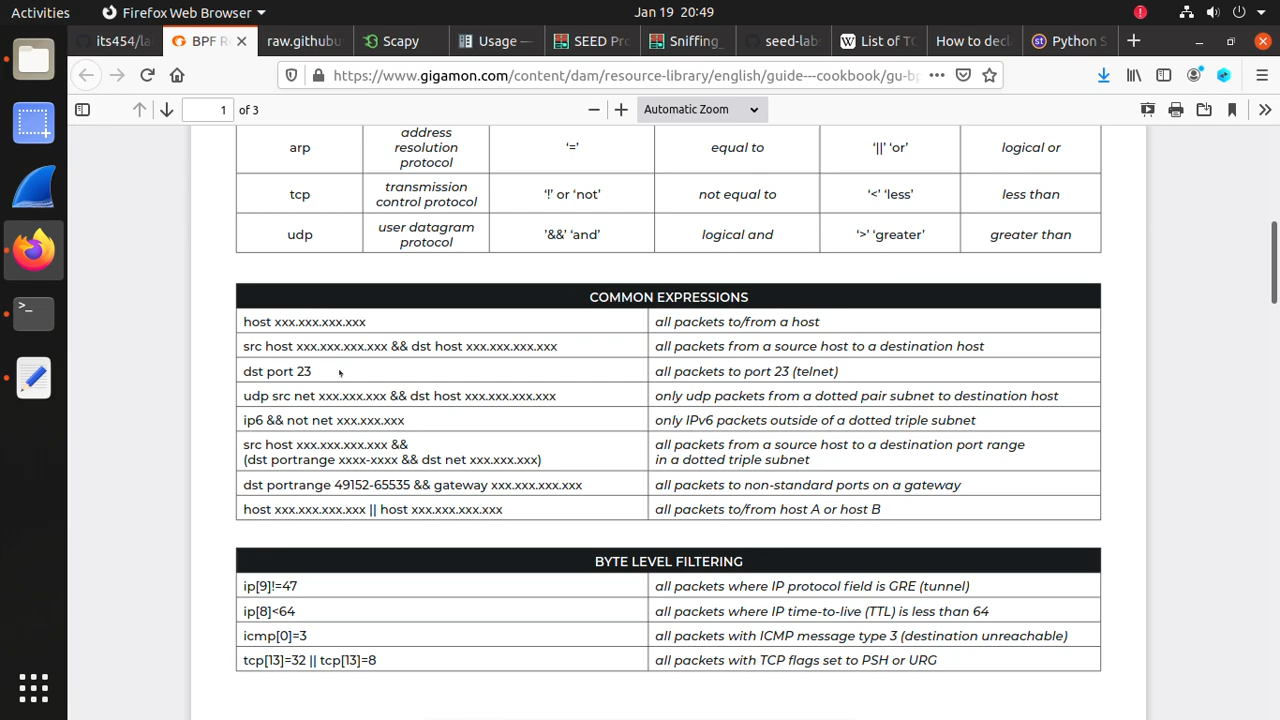 Activities
Firefox Web Browser
Jan 19 20:49
its454/la
BPF R
raw.githubu
Scapy
Usage —
SEED Pro
Sniffing_
seed-lab
List of TC
How to decl
Python S
https://www.gigamon.com/content/dam/resource-library/english/guide---cookbook/gu-bp
1
of 3
Automatic Zoom
arp
address
resolution
protocol
‘=’
equal to
‘||’ ‘or’
logical or
tcp
transmission
control protocol
‘!’ or ‘not’
not equal to
‘<’ ‘less’
less than
udp
user datagram
protocol
’&&’ ‘and’
logical and
‘>’ ‘greater’
greater than
COMMON EXPRESSIONS
host xxx.xxx.xxx.xxx
all packets to/from a host
src host xxx.xxx.xxx.xxx && dst host xxx.xxx.xxx.xxx
all packets from a source host to a destination host
dst port 23
all packets to port 23 (telnet)
udp src net xxx.xxx.xxx && dst host xxx.xxx.xxx.xxx
only udp packets from a dotted pair subnet to destination host
ip6 && not net xxx.xxx.xxx
only IPv6 packets outside of a dotted triple subnet
src host xxx.xxx.xxx.xxx &&
(dst portrange xxxx-xxxx && dst net xxx.xxx.xxx)
all packets from a source host to a destination port range
in a dotted triple subnet
dst portrange 49152-65535 && gateway xxx.xxx.xxx.xxx
all packets to non-standard ports on a gateway
host xxx.xxx.xxx.xxx || host xxx.xxx.xxx.xxx
all packets to/from host A or host B
BYTE LEVEL FILTERING
ip[9]!=47
all packets where IP protocol field is GRE (tunnel)
ip[8]<64
all packets where IP time-to-live (TTL) is less than 64
icmp[0]=3
all packets with ICMP message type 3 (destination unreachable)
tcp[13]=32 || tcp[13]=8
all packets with TCP flags set to PSH or URG